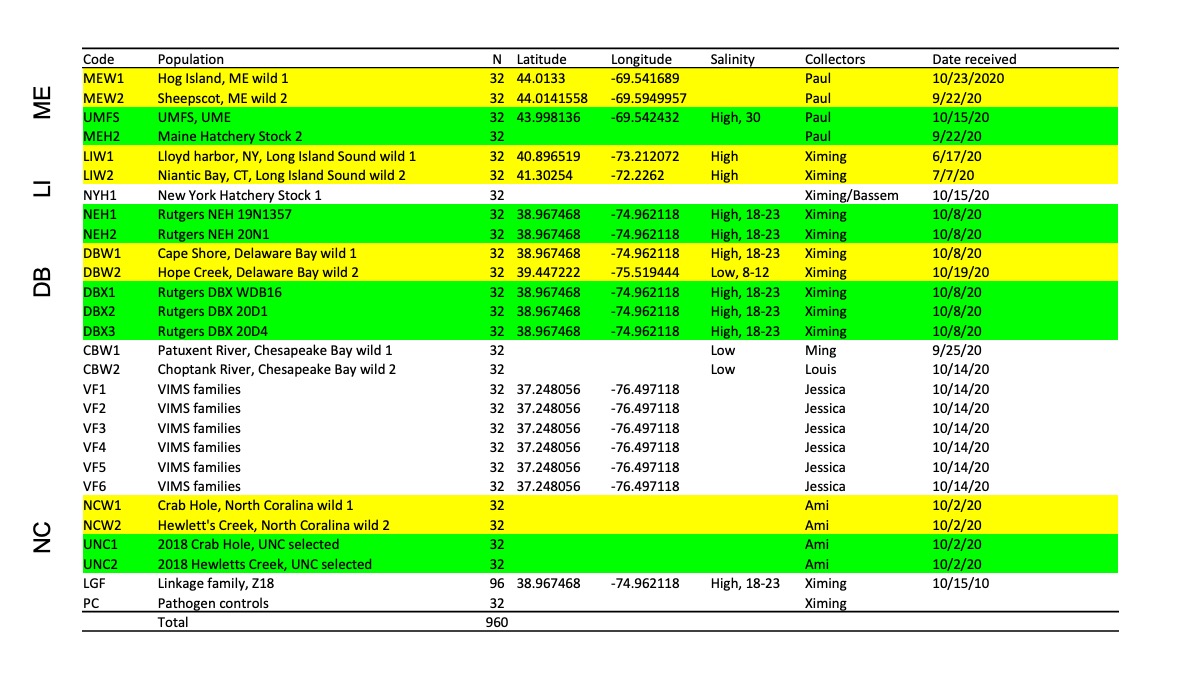 Code Population N Latitude Longitude Salinity Collectors Date received
ME
MEW1 Hog Island, ME wild 1 32 44.0133 -69.541689 Paul 10/23/2020
MEW2 Sheepscot, ME wild 2 32 44.0141558 -69.5949957 Paul 9/22/20
UMFS UMFS, UME 32 43.998136 -69.542432 High, 30 Paul 10/15/20
MEH2 Maine Hatchery Stock 2 32 Paul 9/22/20
LI
LIW1 Lloyd harbor, NY, Long Island Sound wild 1 32 40.896519 -73.212072 High Ximing 6/17/20
LIW2 Niantic Bay, CT, Long Island Sound wild 2 32 41.30254 -72.2262 High Ximing 7/7/20
NYH1 New York Hatchery Stock 1 32 Ximing/Bassem 10/15/20
DB
NEH1 Rutgers NEH 19N1357 32 38.967468 -74.962118 High, 18-23 Ximing 10/8/20
NEH2 Rutgers NEH 20N1 32 38.967468 -74.962118 High, 18-23 Ximing 10/8/20
DBW1 Cape Shore, Delaware Bay wild 1 32 38.967468 -74.962118 High, 18-23 Ximing 10/8/20
DBW2 Hope Creek, Delaware Bay wild 2 32 39.447222 -75.519444 Low, 8-12 Ximing 10/19/20
DBX1 Rutgers DBX WDB16 32 38.967468 -74.962118 High, 18-23 Ximing 10/8/20
DBX2 Rutgers DBX 20D1 32 38.967468 -74.962118 High, 18-23 Ximing 10/8/20
DBX3 Rutgers DBX 20D4 32 38.967468 -74.962118 High, 18-23 Ximing 10/8/20
CBW1 Patuxent River, Chesapeake Bay wild 1 32 Low Ming 9/25/20
CBW2 Choptank River, Chesapeake Bay wild 2 32 Low Louis 10/14/20
VF1 VIMS families 32 37.248056 -76.497118 Jessica 10/14/20
VF2 VIMS families 32 37.248056 -76.497118 Jessica 10/14/20
VF3 VIMS families 32 37.248056 -76.497118 Jessica 10/14/20
VF4 VIMS families 32 37.248056 -76.497118 Jessica 10/14/20
VF5 VIMS families 32 37.248056 -76.497118 Jessica 10/14/20
VF6 VIMS families 32 37.248056 -76.497118 Jessica 10/14/20
NC
NCW1 Crab Hole, North Coralina wild 1 32 Ami 10/2/20
NCW2 Hewlett's Creek, North Coralina wild 2 32 Ami 10/2/20
UNC1 2018 Crab Hole, UNC selected 32 Ami 10/2/20
UNC2 2018 Hewletts Creek, UNC selected 32 Ami 10/2/20
LGF Linkage family, Z18 96 38.967468 -74.962118 High, 18-23 Ximing 10/15/10
PC Pathogen controls 32 Ximing
Total 960